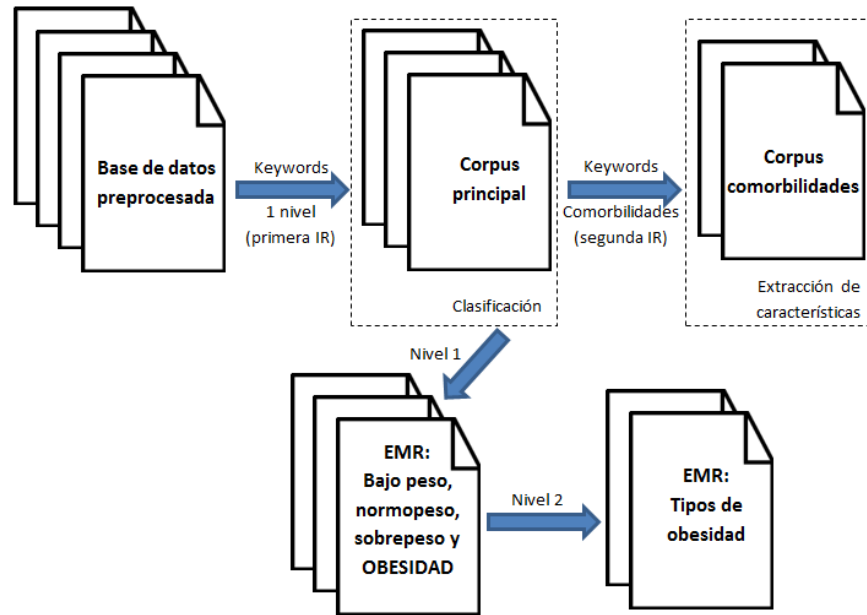 Base de datos
preprocesada
Keywords
1 nivel
(primera IR)
Corpus
principal
Clasificación
Keywords
Comorbilidades
(segunda IR)
Corpus
comorbilidades
Extracción de
características
Nivel 1
EMR:
Bajo peso,
normopeso,
sobrepeso y
OBESIDAD
Nivel 2
EMR:
Tipos de
obesidad